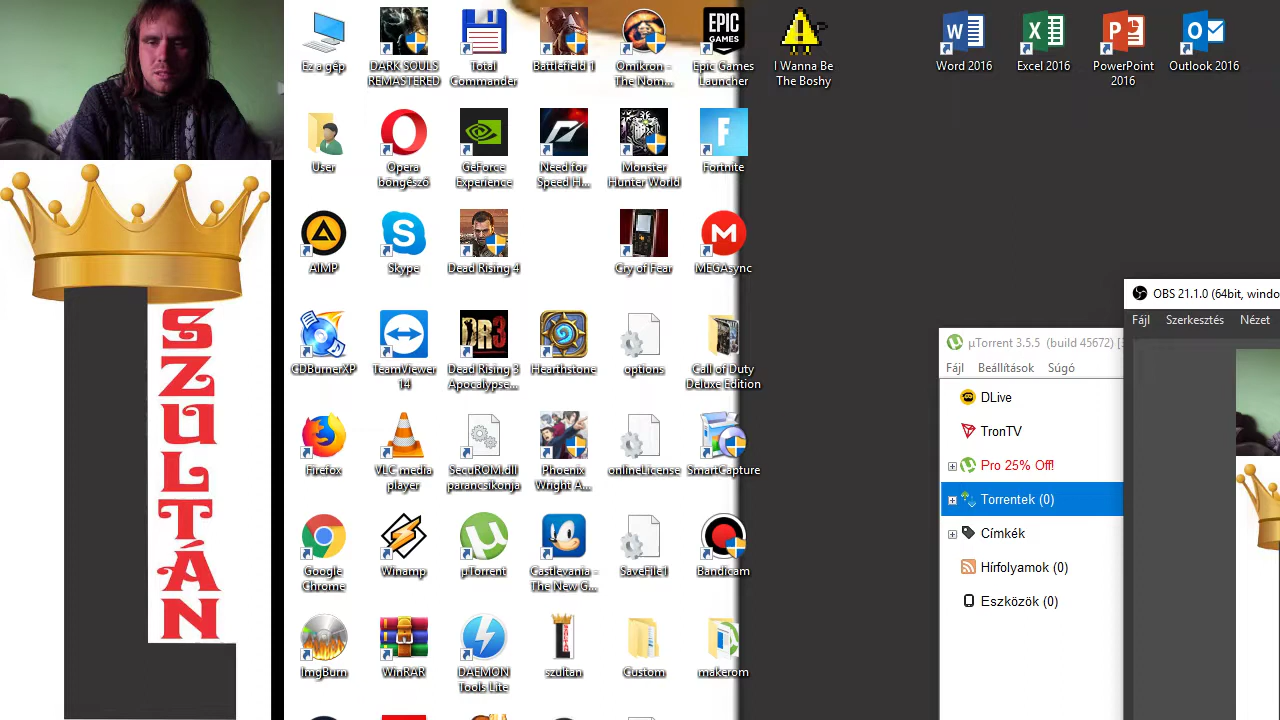 Ez a gép
DARK SOULS
REMASTERED
Total
Commander
Battlefield 1
Omikron -
The Nom...
EPIC
GAMES
Epic Games
Launcher
I Wanna Be
The Boshy
Word 2016
Excel 2016
PowerPoint
2016
Outlook 2016
User
Opera
böngésző
GeForce
Experience
Need for
Speed H...
Monster
Hunter World
Fortnite
AIMP
Skype
Dead Rising 4
Cry of Fear
MEGAsync
CDBurnerXP
TeamViewer
14
DR3
Dead Rising 3
Apocalypse...
Hearthstone
options
Call of Duty
Deluxe Edition
Firefox
VLC media
player
SecuROM.dll
parancsikonja
Phoenix
Wright A...
onlineLicense
SmartCapture
Google
Chrome
Winamp
µTorrent
Castlevania -
The New G...
SaveFile1
Bandicam
ImgBurn
WinRAR
DAEMON
Tools Lite
szultan
Custom
makerom
SZULTÁN
OBS 21.1.0 (64bit, windo
Fájl Szerkesztés Nézet
µTorrent 3.5.5 (build 45672) [3
Fájl Beállítások Súgó
DLive
TronTV
Pro 25% Off!
Torrentek (0)
Címkék
Hírfolyamok (0)
Eszközök (0)